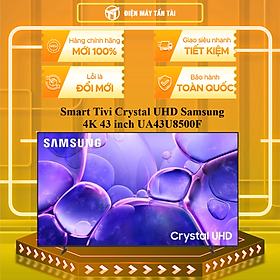 ĐIỆN MÁY TẤN TÀI
Hàng chính hãng
MỚI 100%
Giao siêu nhanh
TIẾT KIỆM
Lỗi là
ĐỔI MỚI
Bảo hành
TOÀN QUỐC
Smart Tivi Crystal UHD Samsung
4K 43 inch UA43U8500F
SAMSUNG
Crystal UHD